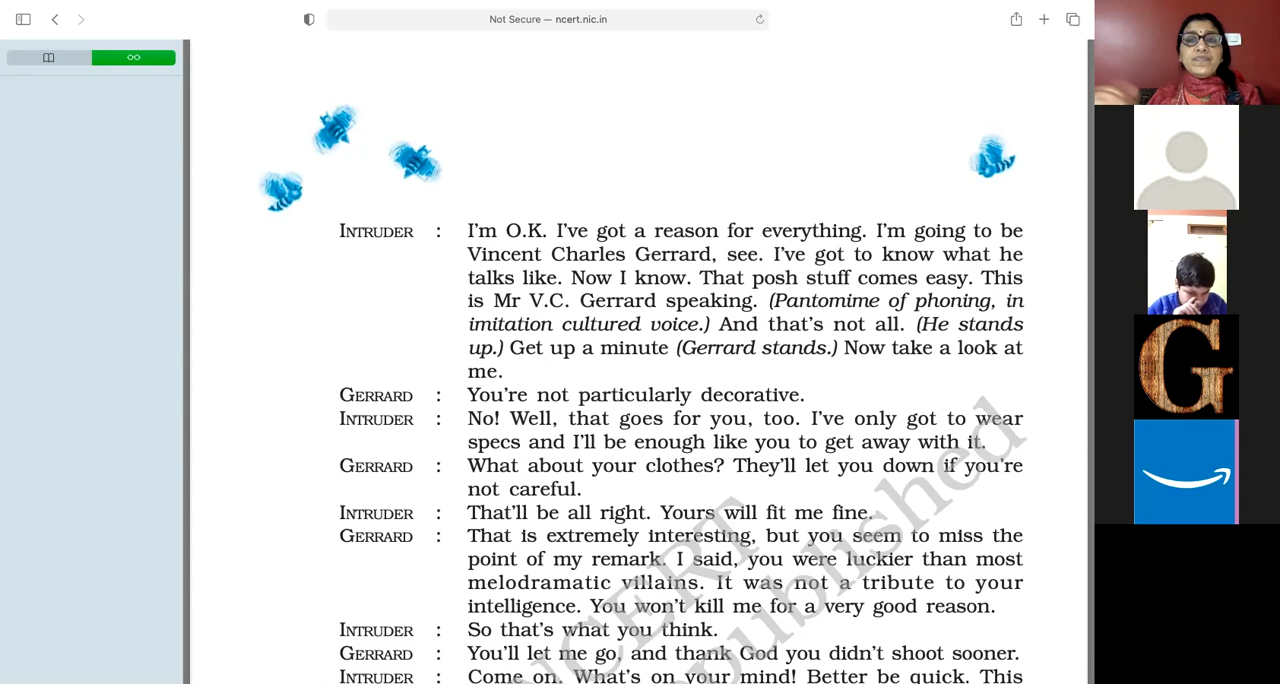 Not Secure — ncert.nic.in
INTRUDER : I'm O.K. I've got a reason for everything. I'm going to be
Vincent Charles Gerrard, see. I've got to know what he
talks like. Now I know. That posh stuff comes easy. This
is Mr V.C. Gerrard speaking. (Pantomime of phoning, in
imitation cultured voice.) And that's not all. (He stands
up.) Get up a minute (Gerrard stands.) Now take a look at
me.
GERRARD : You're not particularly decorative.
INTRUDER : No! Well, that goes for you, too. I've only got to wear
specs and I'll be enough like you to get away with it.
GERRARD : What about your clothes? They'll let you down if you're
not careful.
INTRUDER : That'll be all right. Yours will fit me fine.
GERRARD : That is extremely interesting, but you seem to miss the
point of my remark. I said, you were luckier than most
melodramatic villains. It was not a tribute to your
intelligence. You won't kill me for a very good reason.
INTRUDER : So that's what you think.
GERRARD : You'll let me go, and thank God you didn't shoot sooner.
INTRUDER : Come on. What's on your mind! Better be quick. This
NCERT
republished
G